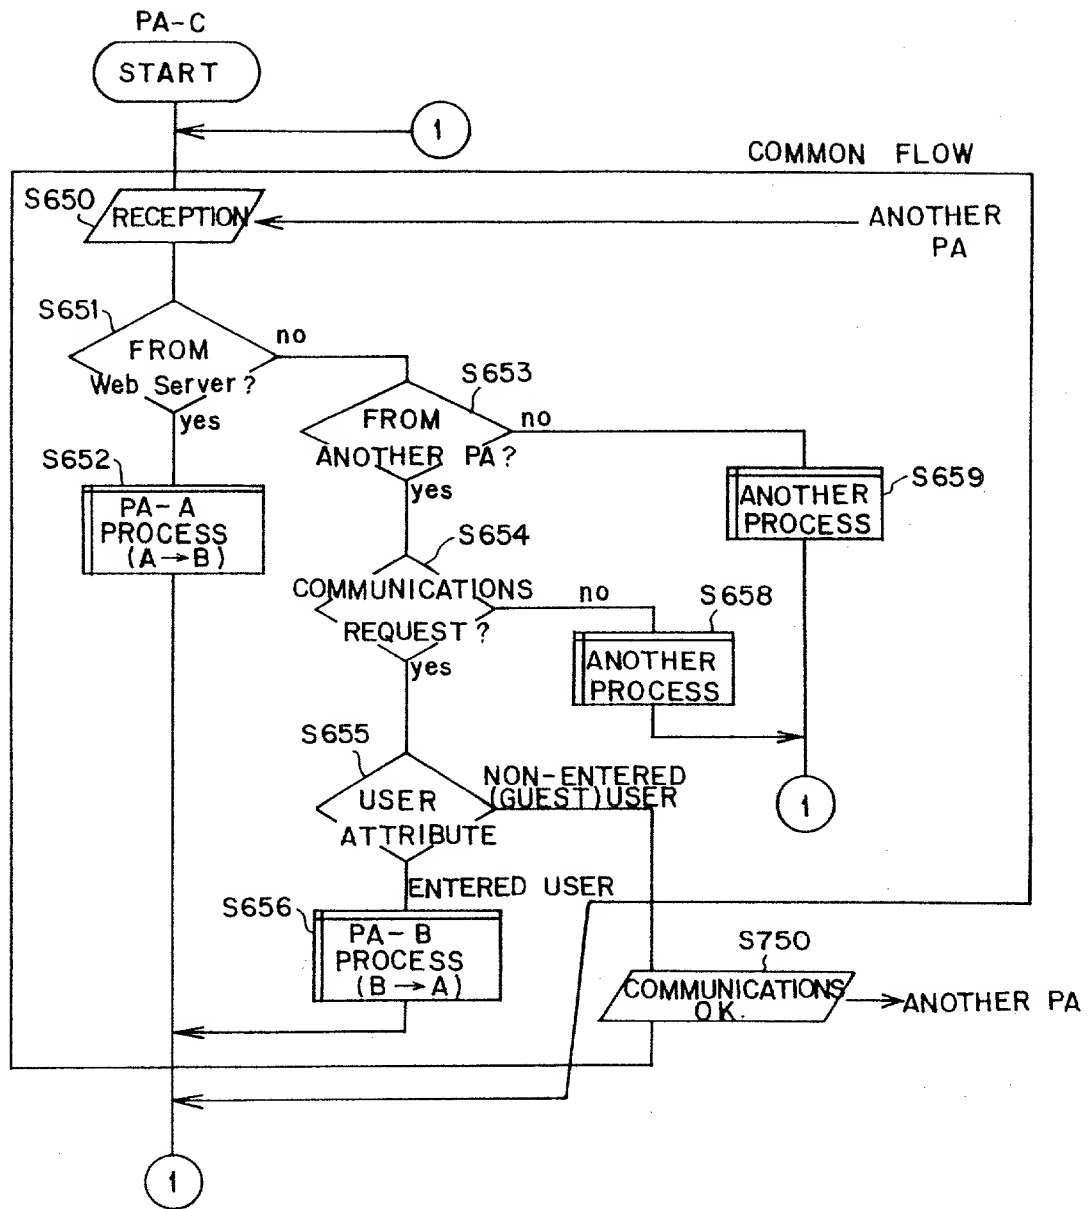 PA-C
START
1
COMMON FLOW
S650
RECEPTION
ANOTHER
PA
S651
FROM
Web Server?
no
yes
S653
FROM
ANOTHER PA?
no
yes
S652
PA-A
PROCESS
(A→B)
S659
ANOTHER
PROCESS
S654
COMMUNICATIONS
REQUEST?
no
yes
S658
ANOTHER
PROCESS
S655
USER
ATTRIBUTE
NON-ENTERED
(GUEST)USER
1
ENTERED USER
S656
PA-B
PROCESS
(B→A)
S750
COMMUNICATIONS
OK.
ANOTHER PA
1